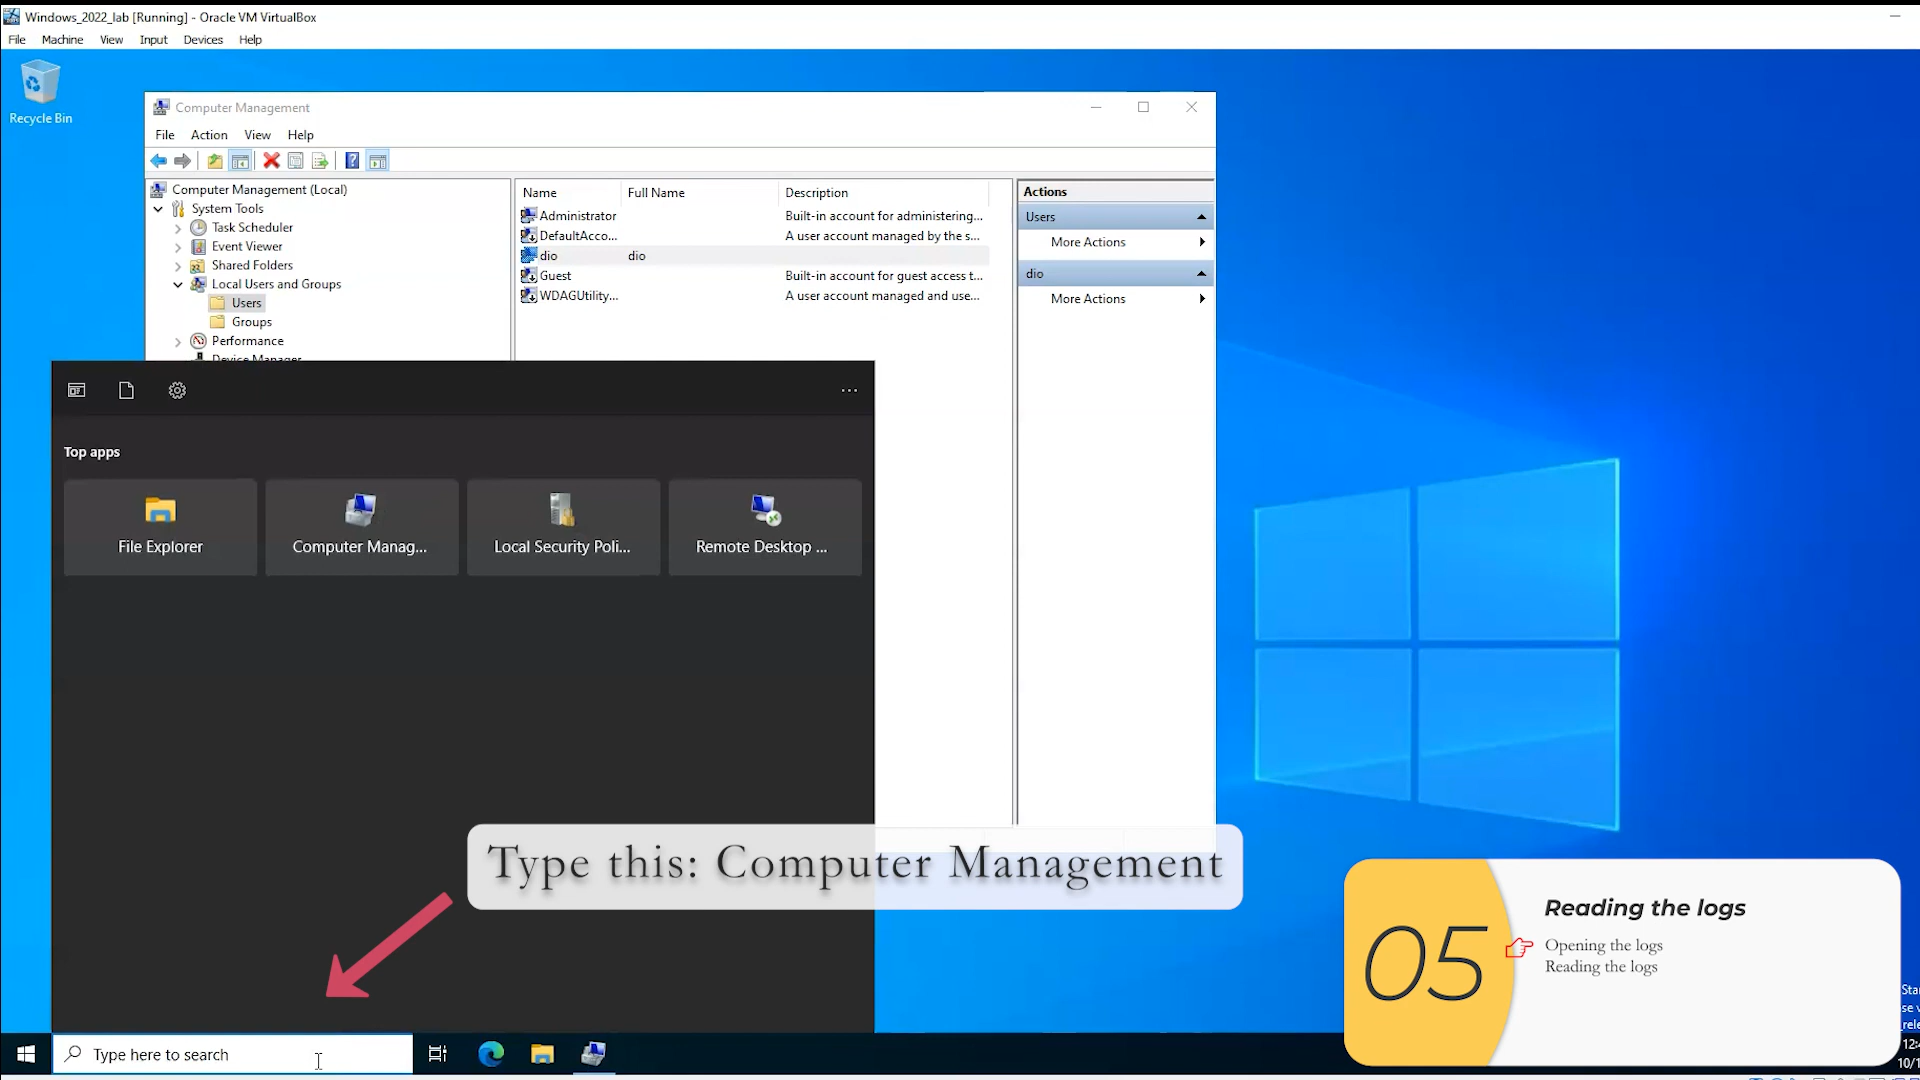 Windows_2022_lab [Running] - Oracle VM VirtualBox
File Machine View Input Devices Help
Recycle Bin
Computer Management
File Action View Help
Computer Management (Local)
System Tools
Task Scheduler
Event Viewer
Shared Folders
Local Users and Groups
Users
Groups
Performance
Device Manager
Name Full Name Description
Administrator Built-in account for administering...
DefaultAcco... A user account managed by the s...
dio dio
Guest Built-in account for guest access t...
WDAGUtility... A user account managed and use...
Actions
Users
More Actions
dio
More Actions
Top apps
File Explorer
Computer Manag...
Local Security Poli...
Remote Desktop ...
Type this: Computer Management
05
Reading the logs
Opening the logs
Reading the logs
Type here to search